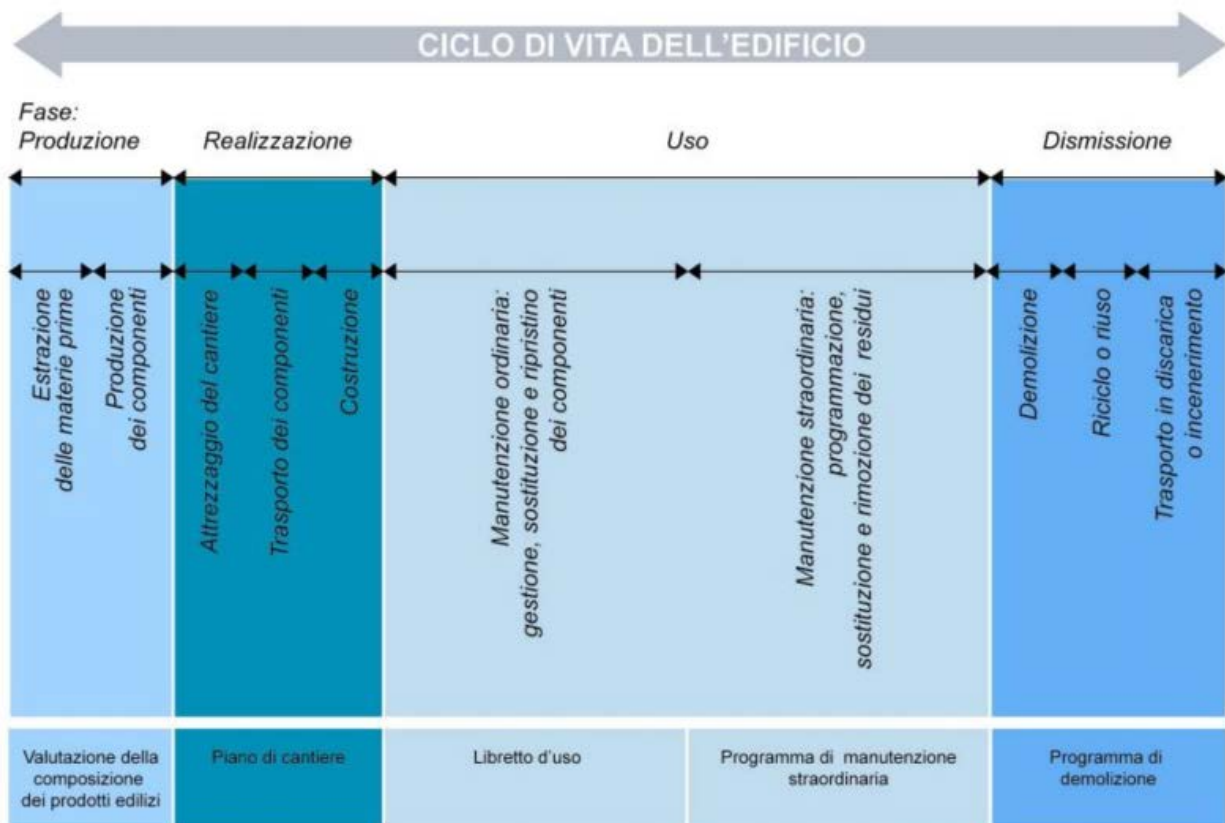 CICLO DI VITA DELL'EDIFICIO
Fase:
Produzione
Realizzazione
Uso
Dismissione
Estrazione
delle materie prime
Produzione
dei componenti
Attrezzaggio del cantiere
Trasporto dei componenti
Costruzione
Manutenzione ordinaria:
gestione, sostituzione e ripristino
dei componenti
Manutenzione straordinaria:
programmazione,
sostituzione e rimozione dei residui
Demolizione
Riciclo o riuso
Trasporto in discarica
o incenerimento
Valutazione della
composizione
dei prodotti edilizi
Piano di cantiere
Libretto d'uso
Programma di manutenzione
straordinaria
Programma di
demolizione